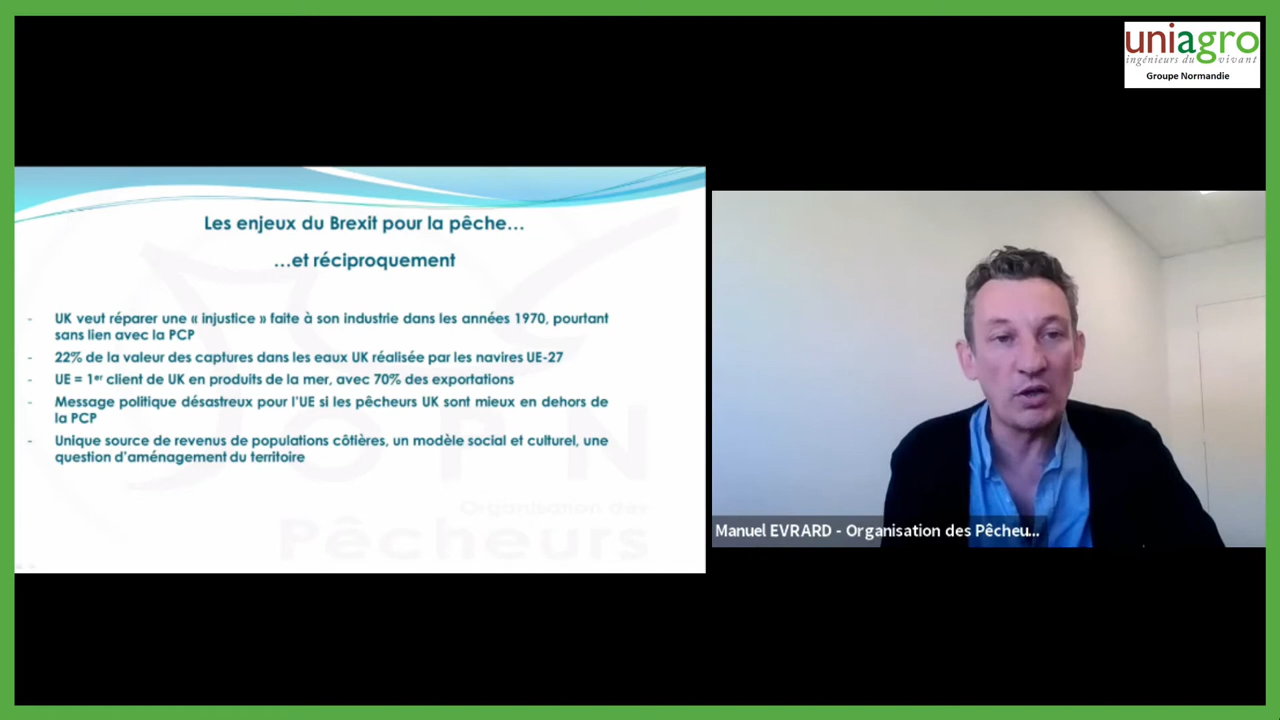 uniagro
ingénieurs du vivant
Groupe Normandie
Les enjeux du Brexit pour la pêche…
…et réciproquement
- UK veut réparer une « injustice » faite à son industrie dans les années 1970, pourtant
sans lien avec la PCP
- 22% de la valeur des captures dans les eaux UK réalisée par les navires UE-27
- UE = 1er client de UK en produits de la mer, avec 70% des exportations
- Message politique désastreux pour l'UE si les pêcheurs UK sont mieux en dehors de
la PCP
- Unique source de revenus de populations côtières, un modèle social et culturel, une
question d'aménagement du territoire
OPN
Organisation des
Pêcheurs
Manuel EVRARD - Organisation des Pêcheu...